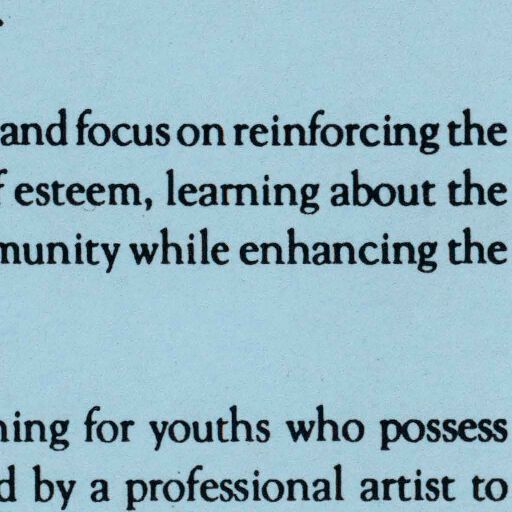 and focus on reinforcing the
f esteem, learning about the
munity while enhancing the
ning for youths who possess
d by a professional artist to